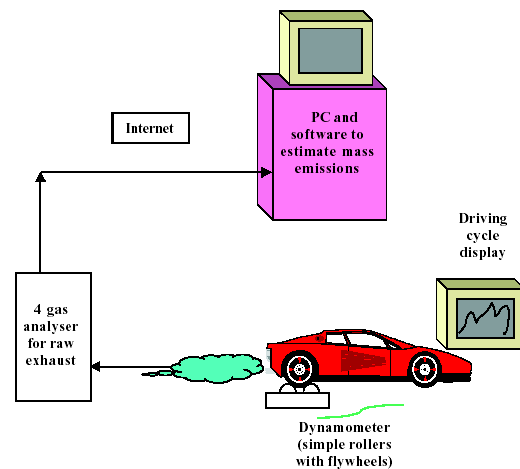 PC and
software to
estimate mass
emissions
Internet
Driving
cycle
display
4 gas
analyser
for raw
exhaust
Dynamometer
(simple rollers
with flywheels)